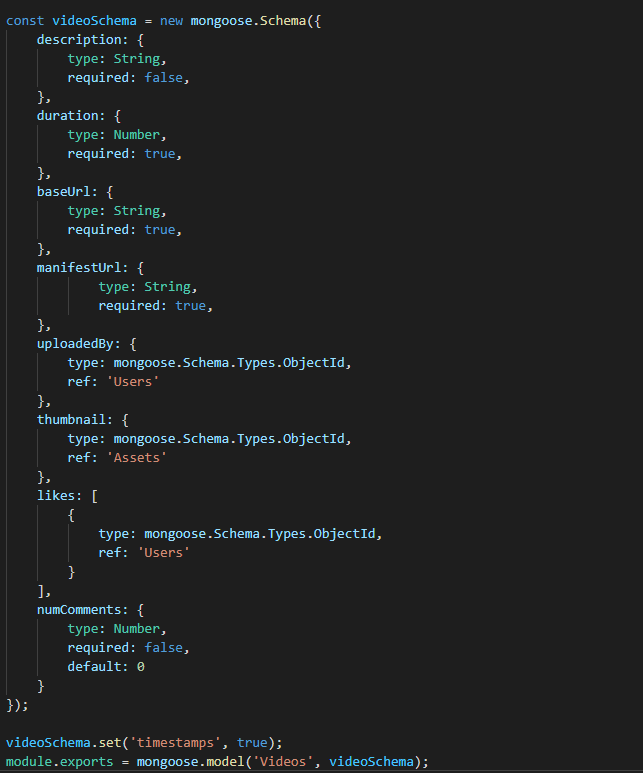 const videoSchema = new mongoose.Schema({
    description: {
        type: String,
        required: false,
    },
    duration: {
        type: Number,
        required: true,
    },
    baseUrl: {
        type: String,
        required: true,
    },
    manifestUrl: {
            type: String,
            required: true,
    },
    uploadedBy: {
        type: mongoose.Schema.Types.ObjectId,
        ref: 'Users'
    },
    thumbnail: {
        type: mongoose.Schema.Types.ObjectId,
        ref: 'Assets'
    },
    likes: [
        {
            type: mongoose.Schema.Types.ObjectId,
            ref: 'Users'
        }
    ],
    numComments: {
        type: Number,
        required: false,
        default: 0
    }
});

videoSchema.set('timestamps', true);
module.exports = mongoose.model('Videos', videoSchema);